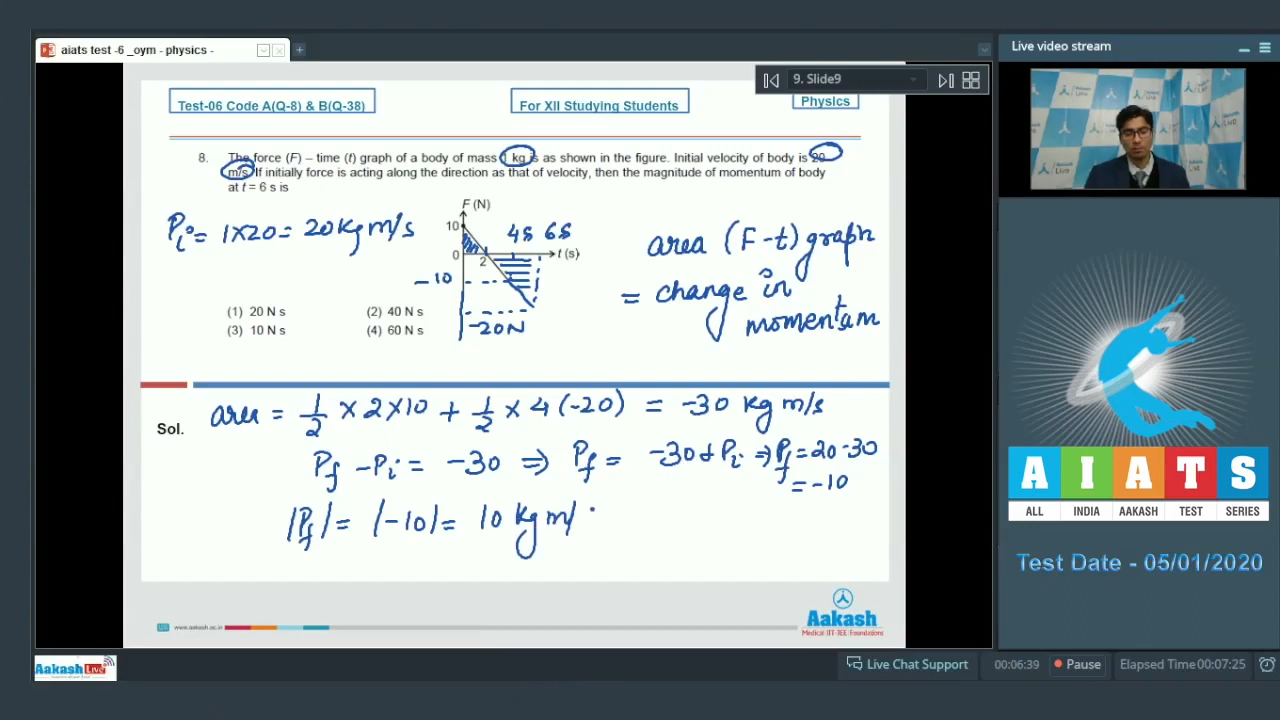 aiats test -6 _oym - physics -
Live video stream
9. Slide9
Test-06 Code A(Q-8) & B(Q-38)
For XII Studying Students
Physics
8. The force (F) – time (t) graph of a body of mass 1 kg is as shown in the figure. Initial velocity of body is 20
m/s. If initially force is acting along the direction as that of velocity, then the magnitude of momentum of body
at t = 6 s is
F (N)
Pi = 1×20 = 20 kg m/s
10
4s 6s
0
2
t (s)
-10
-20N
area (F-t) graph
= change in
momentum
(1) 20 N s
(2) 40 N s
(3) 10 N s
(4) 60 N s
Sol.
area = 1/2 × 2×10 + 1/2 × 4 (-20) = -30 kg m/s
Pf - Pi = -30 ⇒ Pf = -30 + Pi ⇒ Pf = 20-30
= -10
|Pf| = |-10| = 10 kg m/
www.aakash.ac.in
Aakash
Medical|IIT-JEE|Foundations
Aakash
LIVE
A I A T S
ALL INDIA AAKASH TEST SERIES
Test Date - 05/01/2020
Aakash Live
Live Chat Support
00:06:39
Pause
Elapsed Time 00:07:25